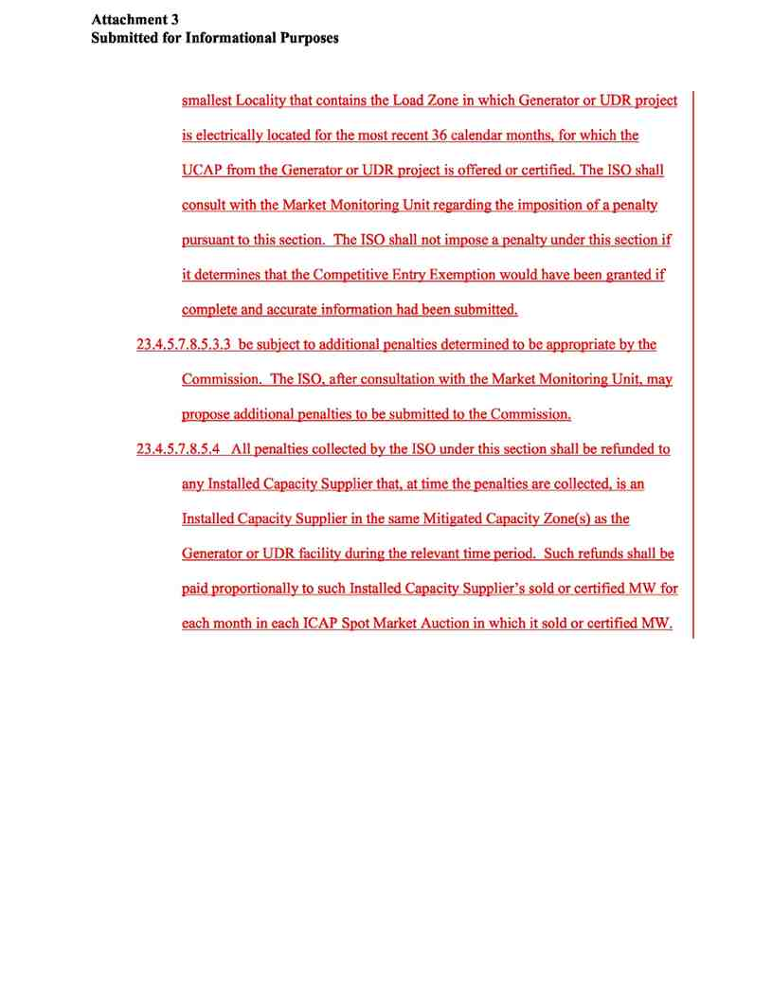 Attachment 3
Submitted for Informational Purposes
smallest Locality that contains the Load Zone in which Generator or UDR project
is electrically located for the most recent 36 calendar months, for which the
UCAP from the Generator or UDR project is offered or certified. The ISO shall
consult with the Market Monitoring Unit regarding the imposition of a penalty
pursuant to this section.  The ISO shall not impose a penalty under this section if
it determines that the Competitive Entry Exemption would have been granted if
complete and accurate information had been submitted.
23.4.5.7.8.5.3.3  be subject to additional penalties determined to be appropriate by the
Commission.  The ISO, after consultation with the Market Monitoring Unit, may
propose additional penalties to be submitted to the Commission.
23.4.5.7.8.5.4   All penalties collected by the ISO under this section shall be refunded to
any Installed Capacity Supplier that, at time the penalties are collected, is an
Installed Capacity Supplier in the same Mitigated Capacity Zone(s) as the
Generator or UDR facility during the relevant time period.  Such refunds shall be
paid proportionally to such Installed Capacity Supplier’s sold or certified MW for
each month in each ICAP Spot Market Auction in which it sold or certified MW.